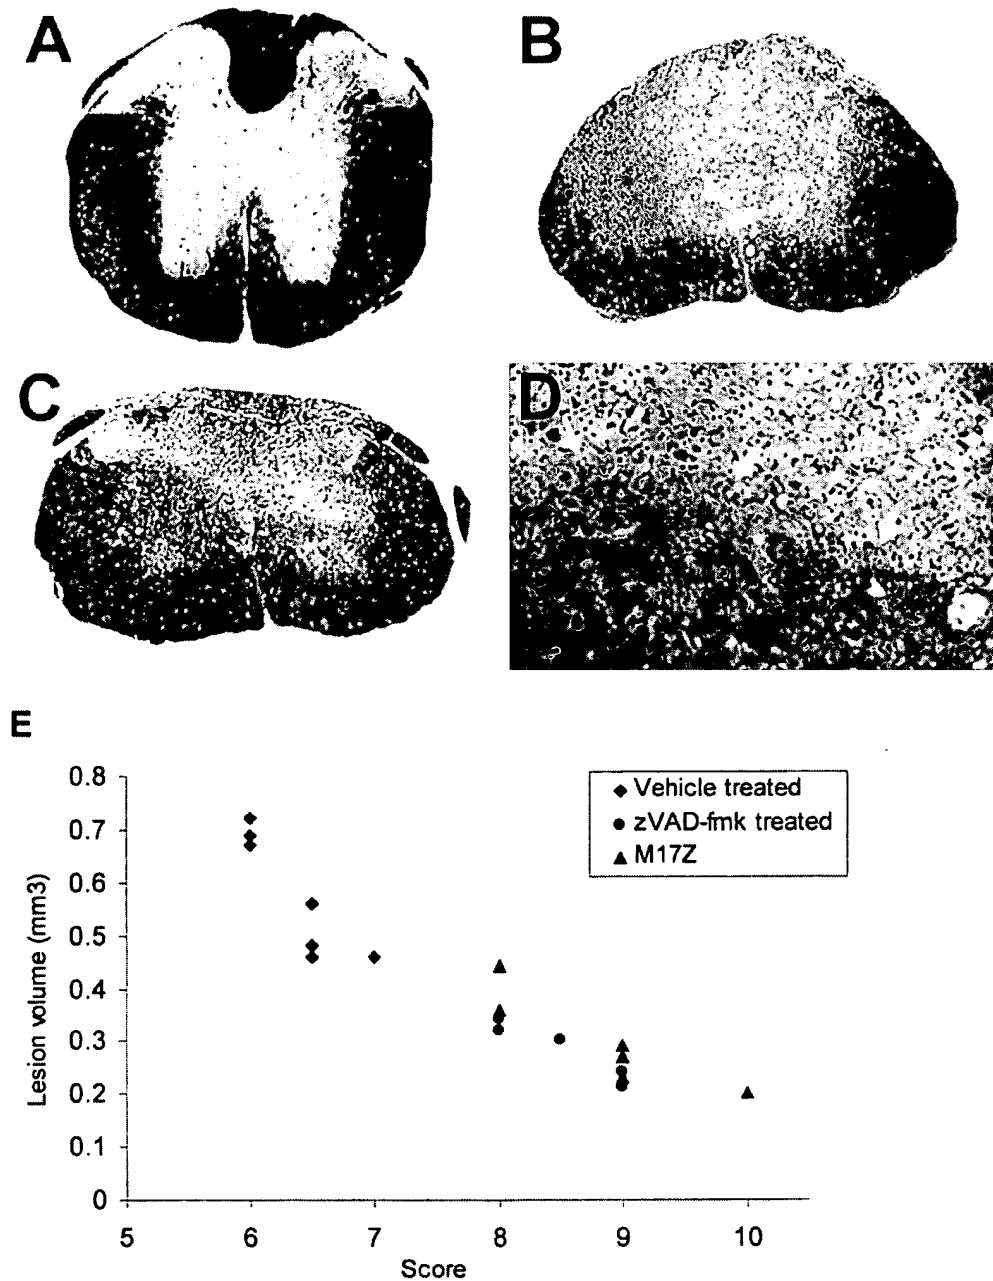 A
B
C
D
E
0.8
0.7
0.6
0.5
0.4
0.3
0.2
0.1
0
Lesion volume (mm3)
5 6 7 8 9 10
Score
Vehicle treated
zVAD-fmk treated
M17Z